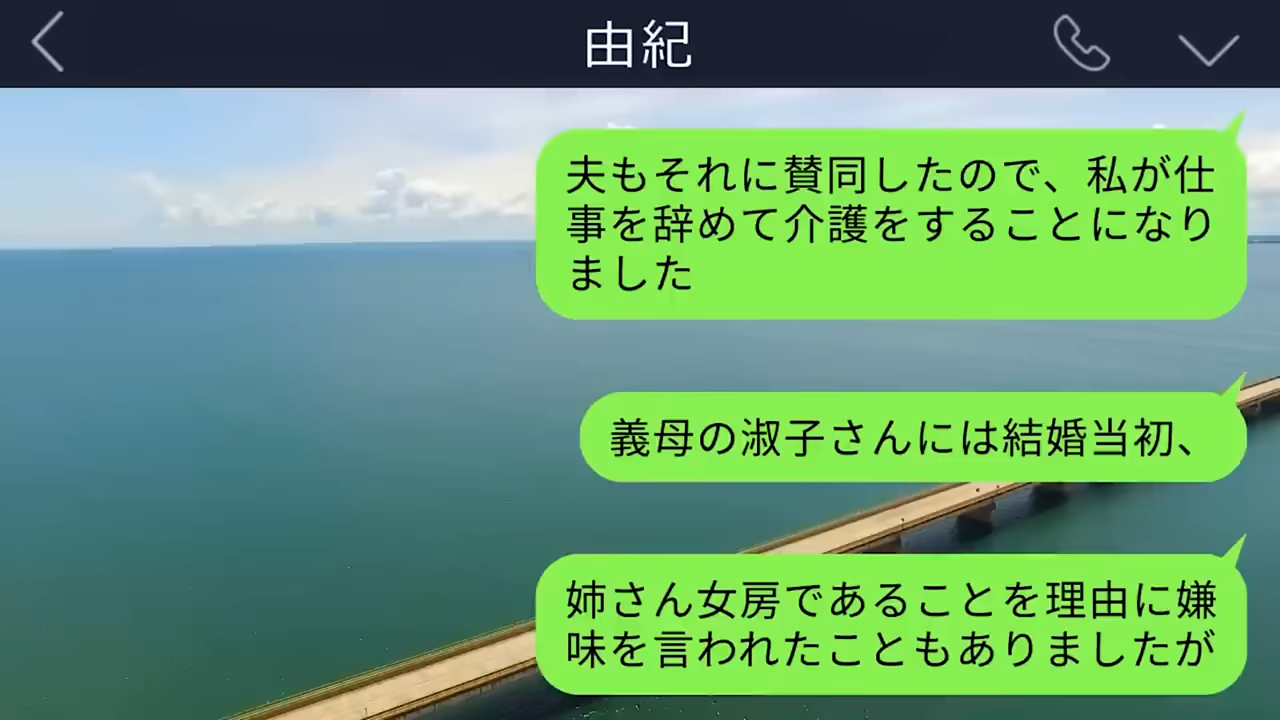 由紀
夫もそれに賛同したので、私が仕
事を辞めて介護をすることになり
ました
義母の淑子さんには結婚当初、
姉さん女房であることを理由に嫌
味を言われたこともありましたが